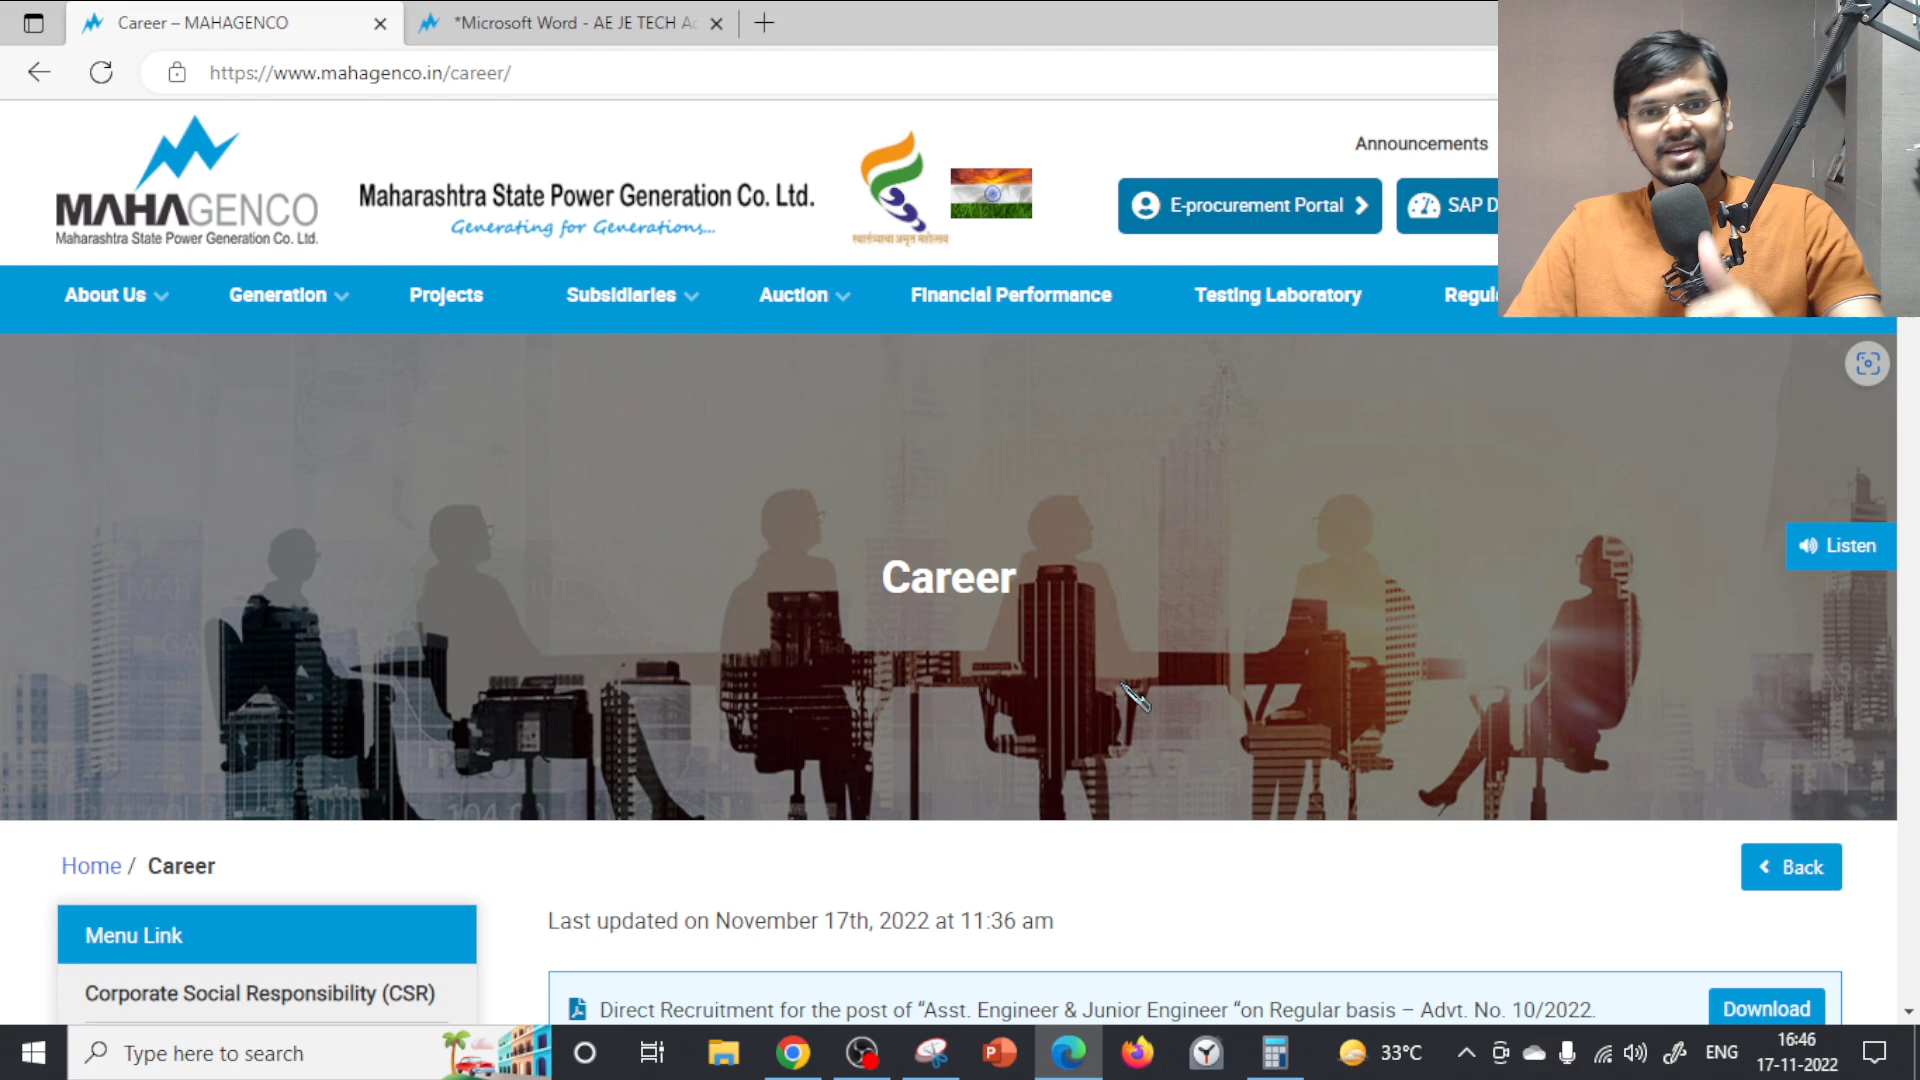 Career – MAHAGENCO
*Microsoft Word - AE JE TECH Ac
https://www.mahagenco.in/career/
MAHAGENCO
Maharashtra State Power Generation Co. Ltd.
Maharashtra State Power Generation Co. Ltd.
Generating for Generations...
स्वातंत्र्याचा अमृत महोत्सव
Announcements
E-procurement Portal
SAP D
About Us
Generation
Projects
Subsidiaries
Auction
Financial Performance
Testing Laboratory
Regul
Career
Listen
Home / Career
Back
Menu Link
Last updated on November 17th, 2022 at 11:36 am
Corporate Social Responsibility (CSR)
Direct Recruitment for the post of “Asst. Engineer & Junior Engineer “on Regular basis – Advt. No. 10/2022.
Download
Type here to search
33°C
ENG
16:46
17-11-2022